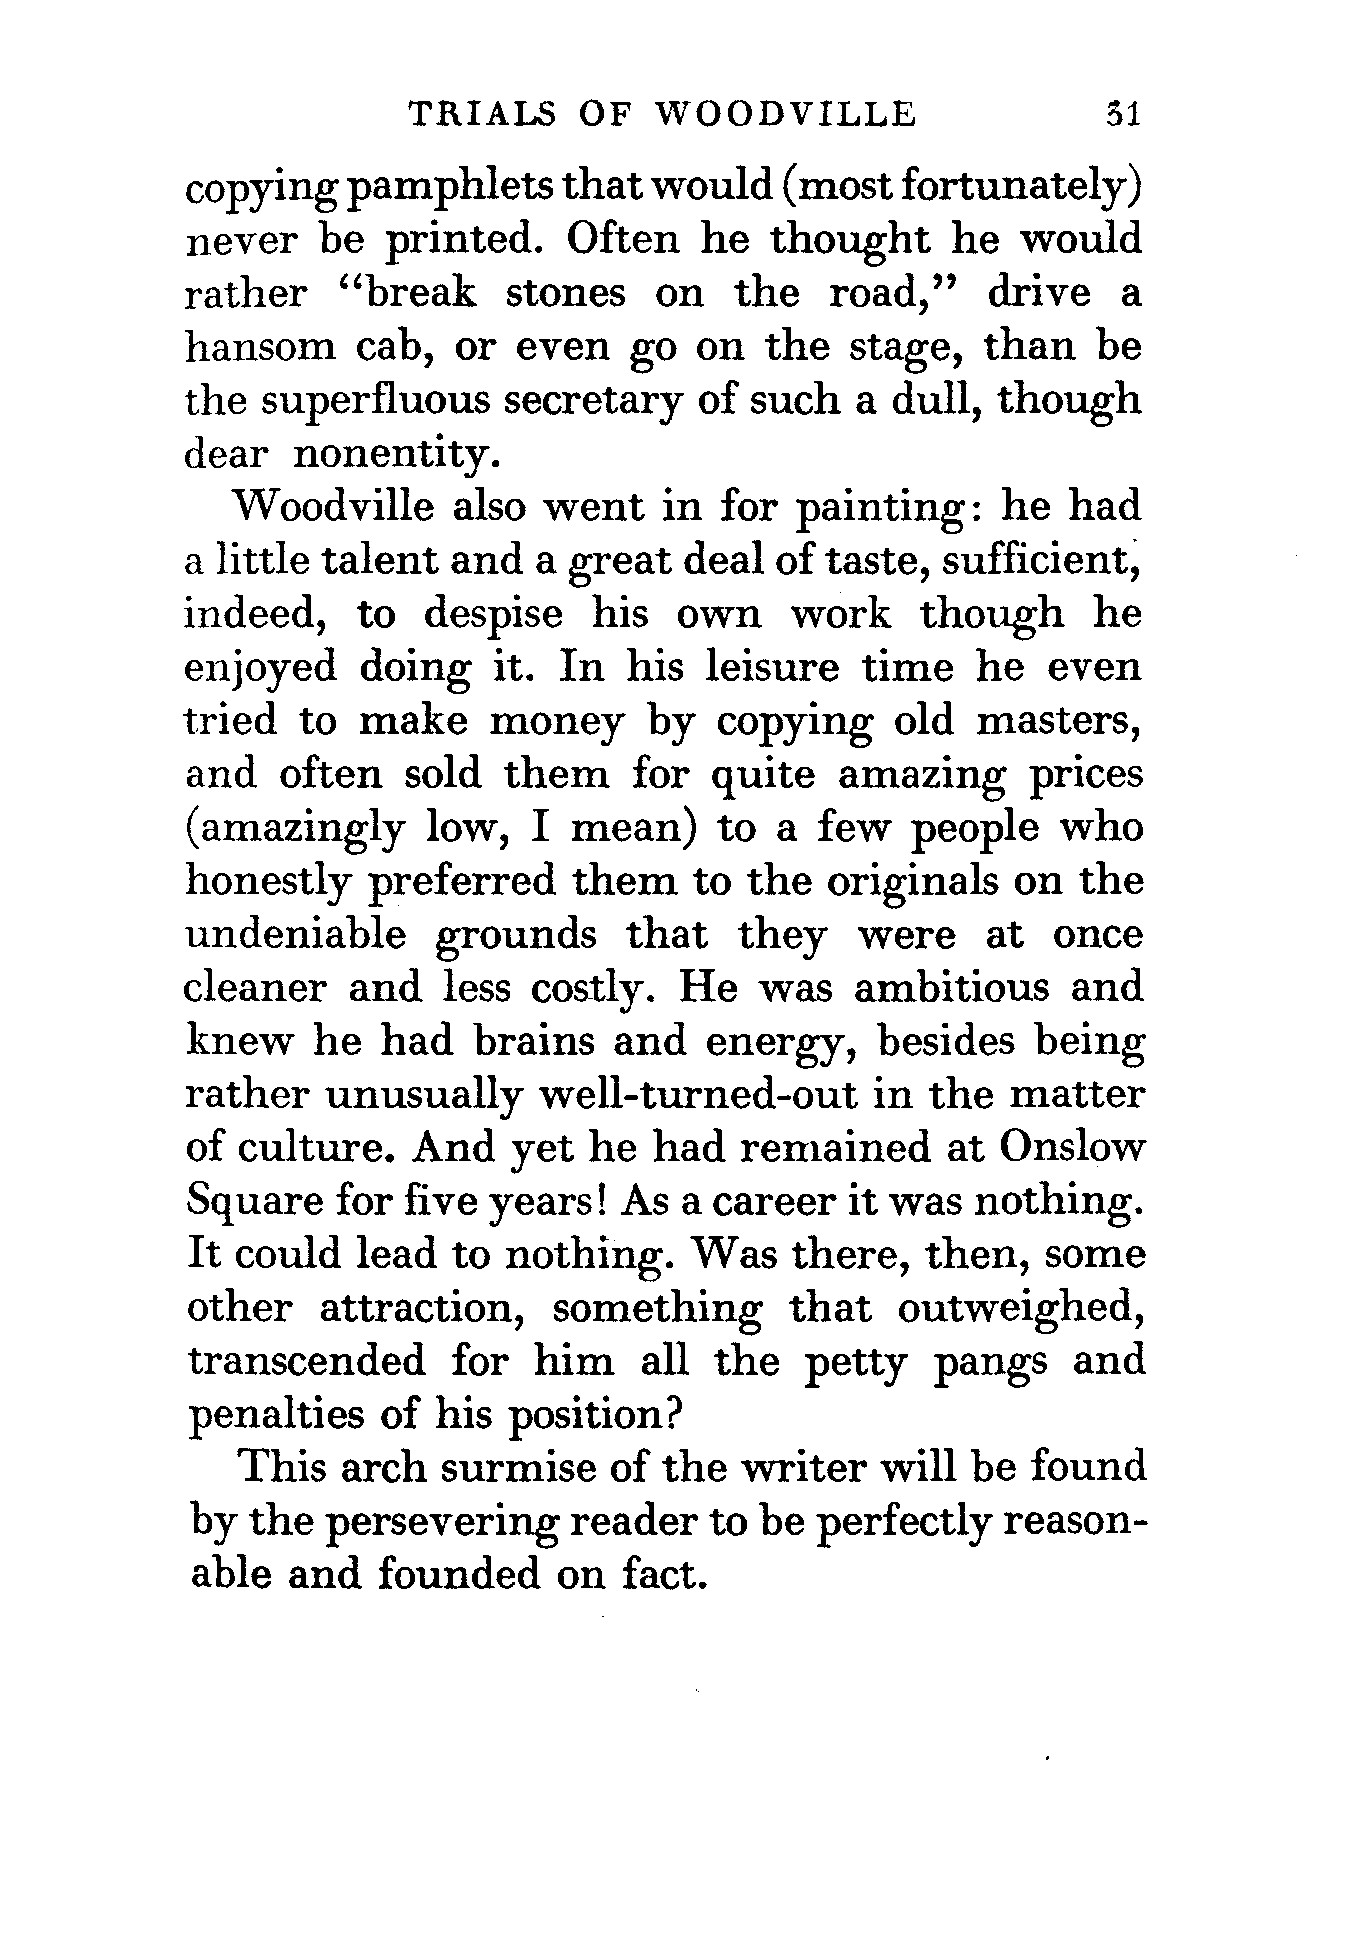 TRIALS OF WOODVILLE 31
copying pamphlets that would (most fortunately)
never be printed. Often he thought he would
rather “break stones on the road,” drive a
hansom cab, or even go on the stage, than be
the superfluous secretary of such a dull, though
dear nonentity.
Woodville also went in for painting: he had
a little talent and a great deal of taste, sufficient,
indeed, to despise his own work though he
enjoyed doing it. In his leisure time he even
tried to make money by copying old masters,
and often sold them for quite amazing prices
(amazingly low, I mean) to a few people who
honestly preferred them to the originals on the
undeniable grounds that they were at once
cleaner and less costly. He was ambitious and
knew he had brains and energy, besides being
rather unusually well-turned-out in the matter
of culture. And yet he had remained at Onslow
Square for five years! As a career it was nothing.
It could lead to nothing. Was there, then, some
other attraction, something that outweighed,
transcended for him all the petty pangs and
penalties of his position?
This arch surmise of the writer will be found
by the persevering reader to be perfectly reason-
able and founded on fact.